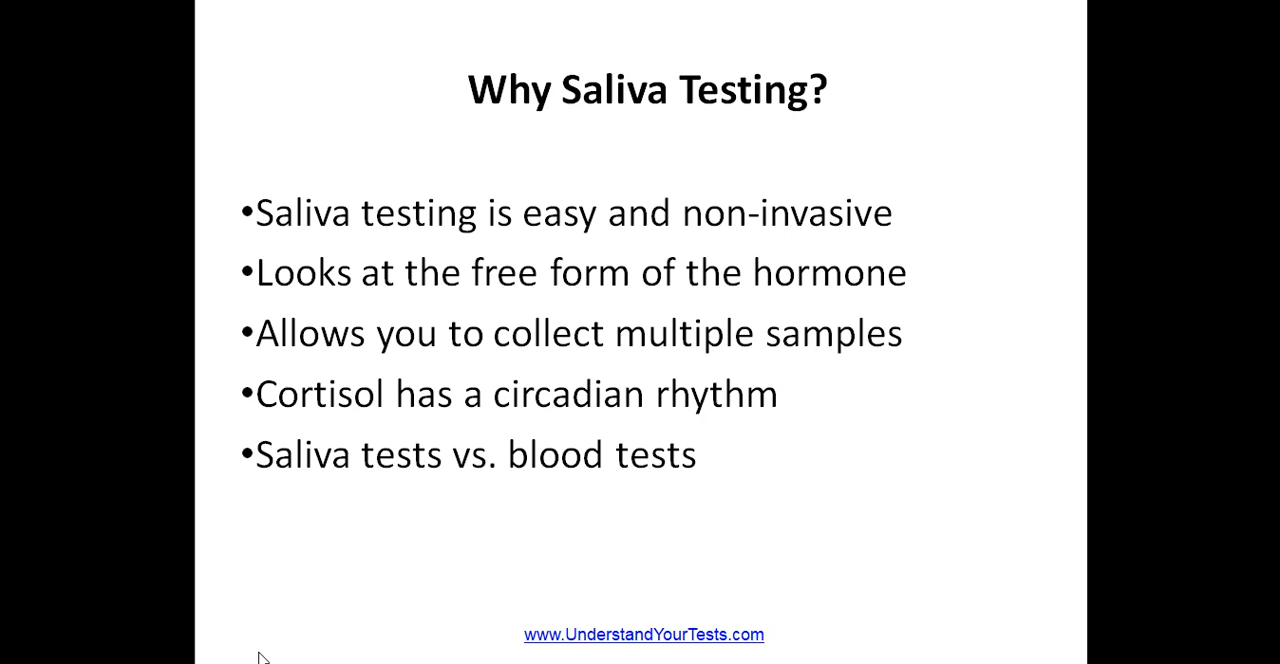 Why Saliva Testing?
•Saliva testing is easy and non-invasive
•Looks at the free form of the hormone
•Allows you to collect multiple samples
•Cortisol has a circadian rhythm
•Saliva tests vs. blood tests
www.UnderstandYourTests.com